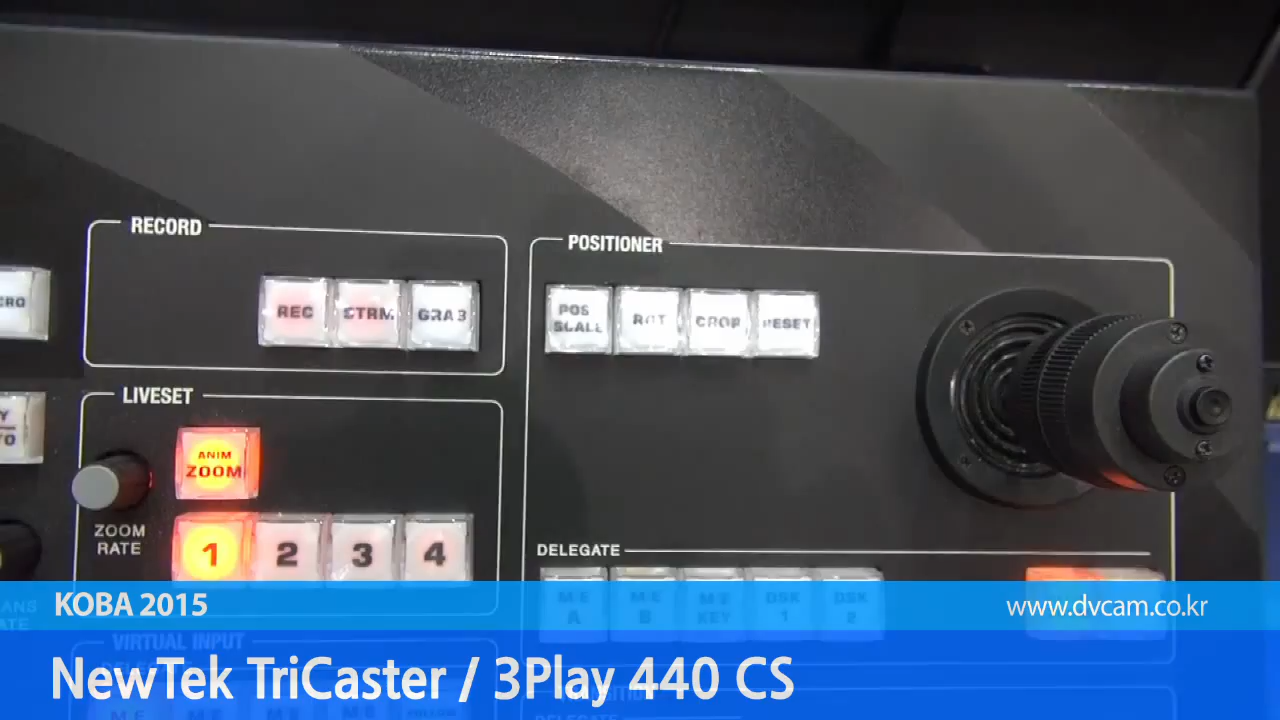 RECORD
POSITIONER
REC
STRM
GRAB
POS
SCALE
ROT
CROP
RESET
LIVESET
ANIM
ZOOM
ZOOM
RATE
1
2
3
4
DELEGATE
M/E
A
M/E
B
M/E
KEY
DSK
1
DSK
2
KOBA 2015
www.dvcam.co.kr
VIRTUAL INPUT
NewTek TriCaster / 3Play 440 CS